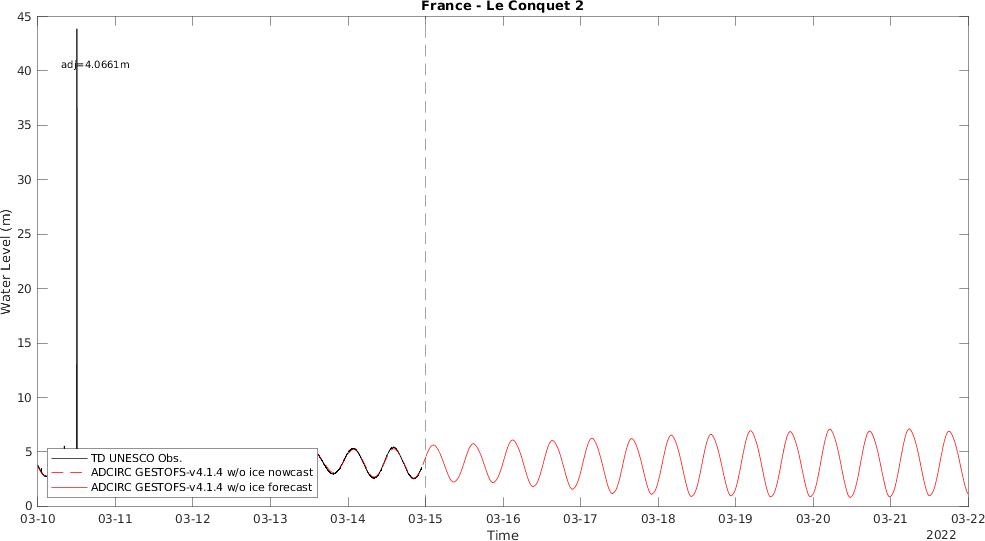 France - Le Conquet 2
45
40
35
30
25
20
15
10
5
0
Water Level (m)
adj=4.0661m
TD UNESCO Obs.
ADCIRC GESTOFS-v4.1.4 w/o ice nowcast
ADCIRC GESTOFS-v4.1.4 w/o ice forecast
03-10 03-11 03-12 03-13 03-14 03-15 03-16 03-17 03-18 03-19 03-20 03-21 03-22
Time
2022